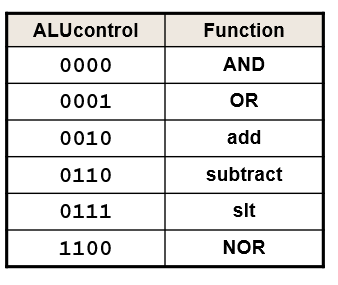 ALUcontrol Function
0000 AND
0001 OR
0010 add
0110 subtract
0111 slt
1100 NOR